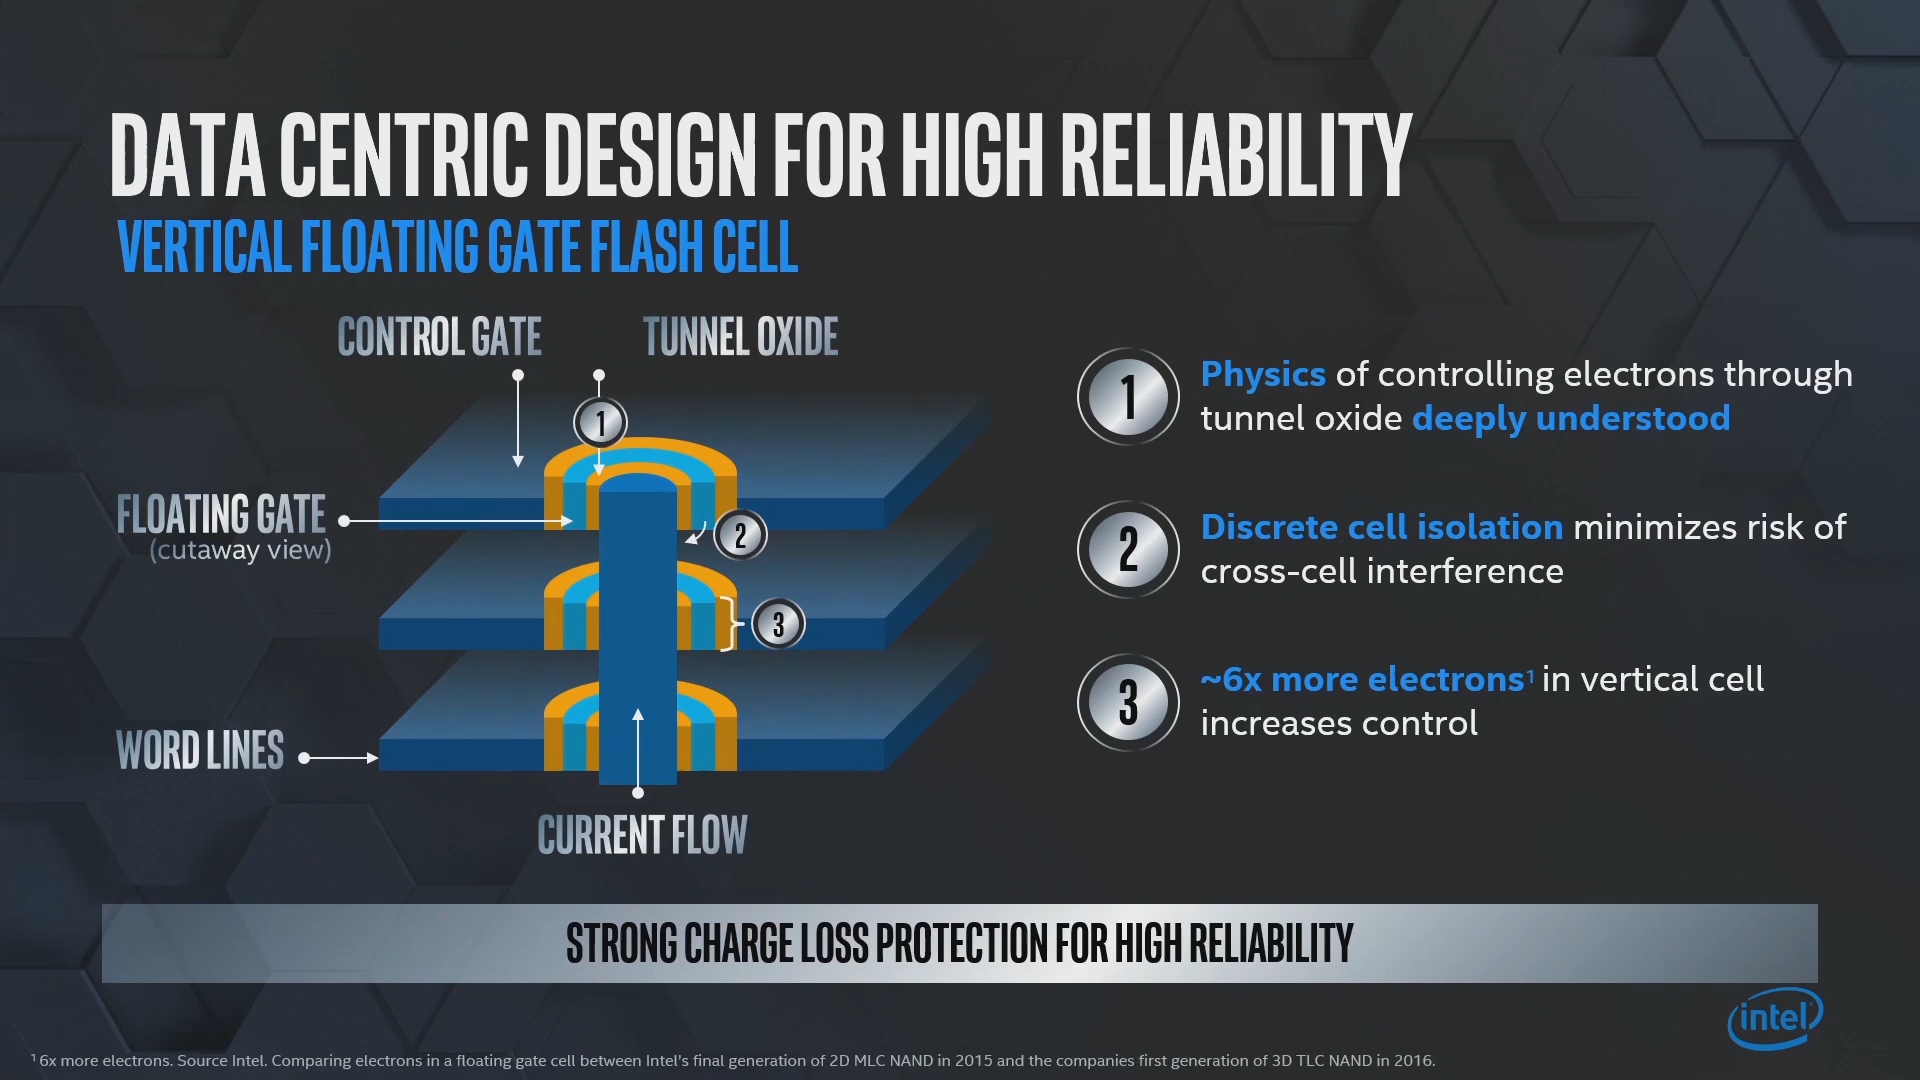 DATA CENTRIC DESIGN FOR HIGH RELIABILITY
VERTICAL FLOATING GATE FLASH CELL
CONTROL GATE
TUNNEL OXIDE
1
FLOATING GATE
(cutaway view)
2
3
WORD LINES
CURRENT FLOW
1
Physics of controlling electrons through
tunnel oxide deeply understood
2
Discrete cell isolation minimizes risk of
cross-cell interference
3
~6x more electrons¹ in vertical cell
increases control
STRONG CHARGE LOSS PROTECTION FOR HIGH RELIABILITY
intel
¹ 6x more electrons. Source Intel. Comparing electrons in a floating gate cell between Intel's final generation of 2D MLC NAND in 2015 and the companies first generation of 3D TLC NAND in 2016.